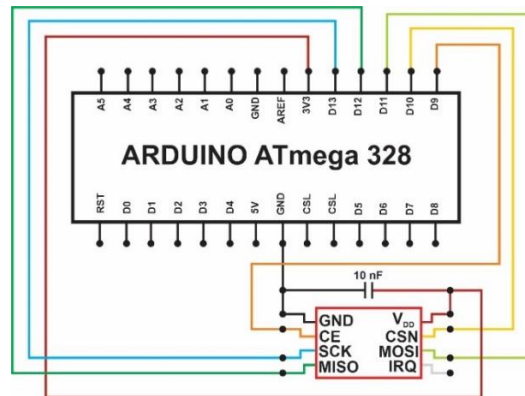 A5 A4 A3 A2 A1 A0 GND AREF 3V3 D13 D12 D11 D10 D9
ARDUINO ATmega 328
RST D0 D1 D2 D3 D4 5V GND CSL CSL D5 D6 D7 D8
10 nF
GND VDD
CE CSN
SCK MOSI
MISO IRQ